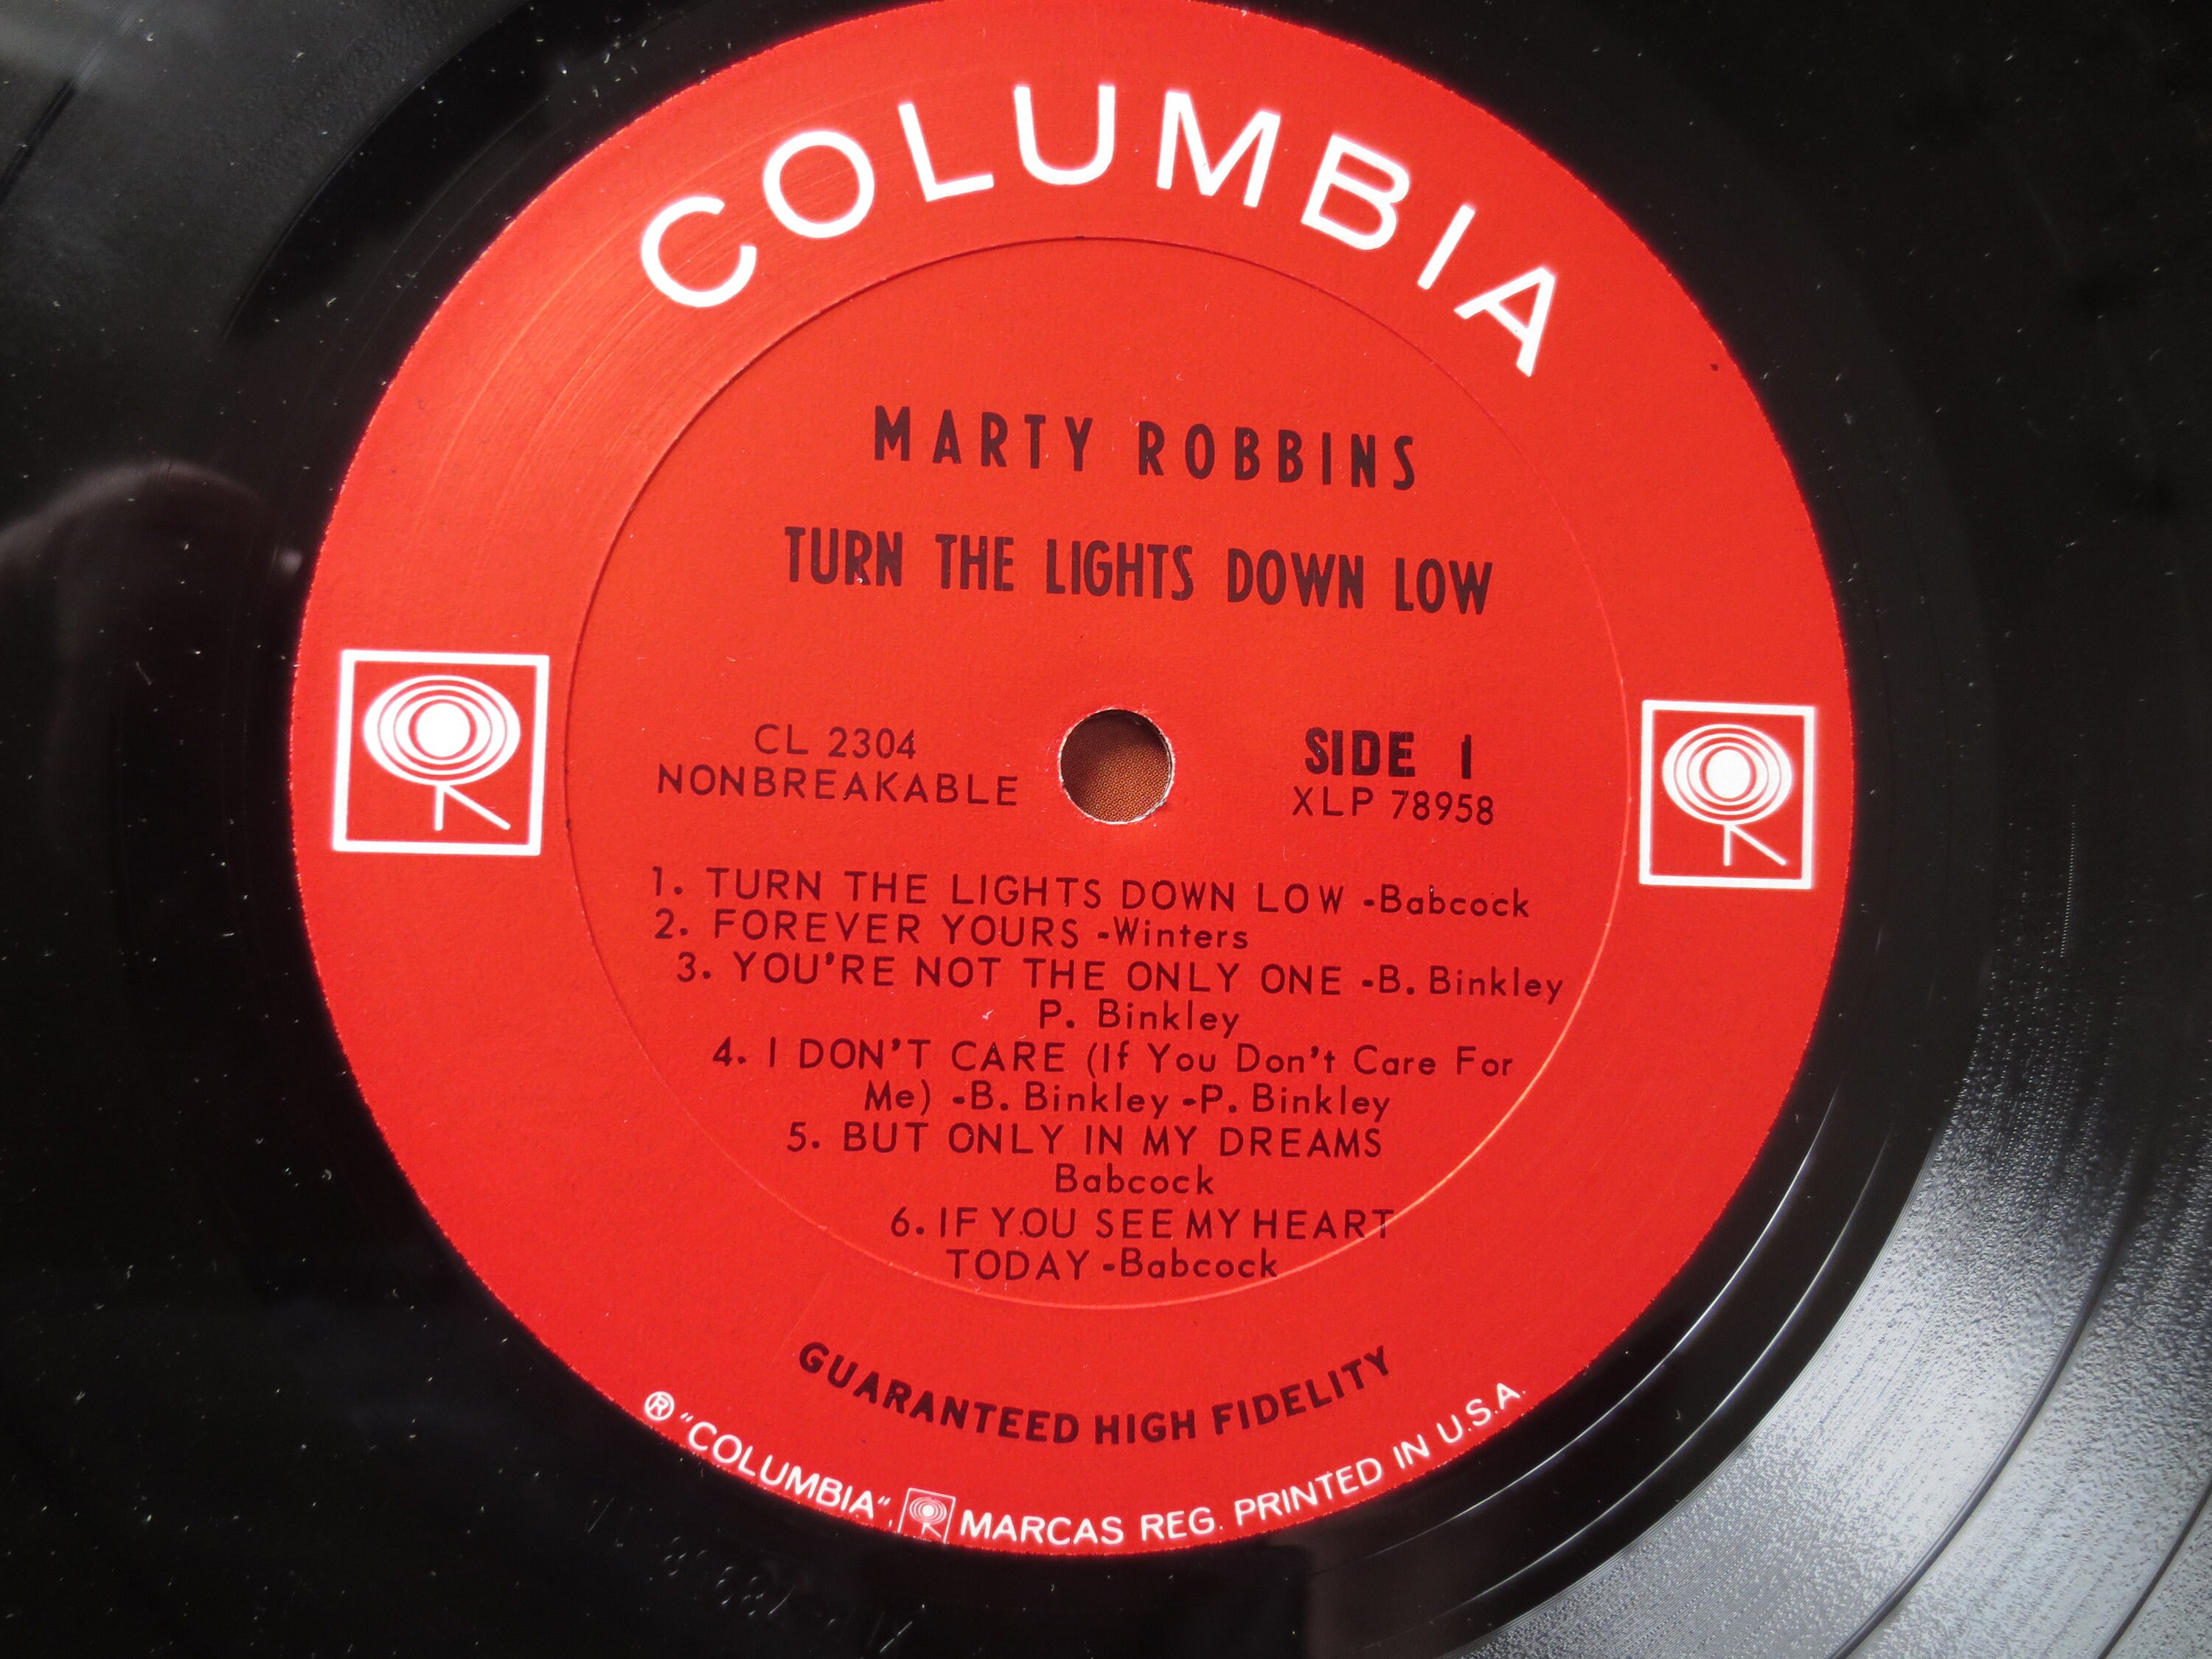 COLUMBIA
MARTY ROBBINS
TURN THE LIGHTS DOWN LOW
CL 2304
NONBREAKABLE
SIDE 1
XLP 78958
1. TURN THE LIGHTS DOWN LOW -Babcock
2. FOREVER YOURS -Winters
3. YOU'RE NOT THE ONLY ONE -B. Binkley
P. Binkley
4. I DON'T CARE (If You Don't Care For
Me) -B. Binkley -P. Binkley
5. BUT ONLY IN MY DREAMS
Babcock
6. IF YOU SEE MY HEART
TODAY -Babcock
GUARANTEED HIGH FIDELITY
® "COLUMBIA", MARCAS REG. PRINTED IN U.S.A.